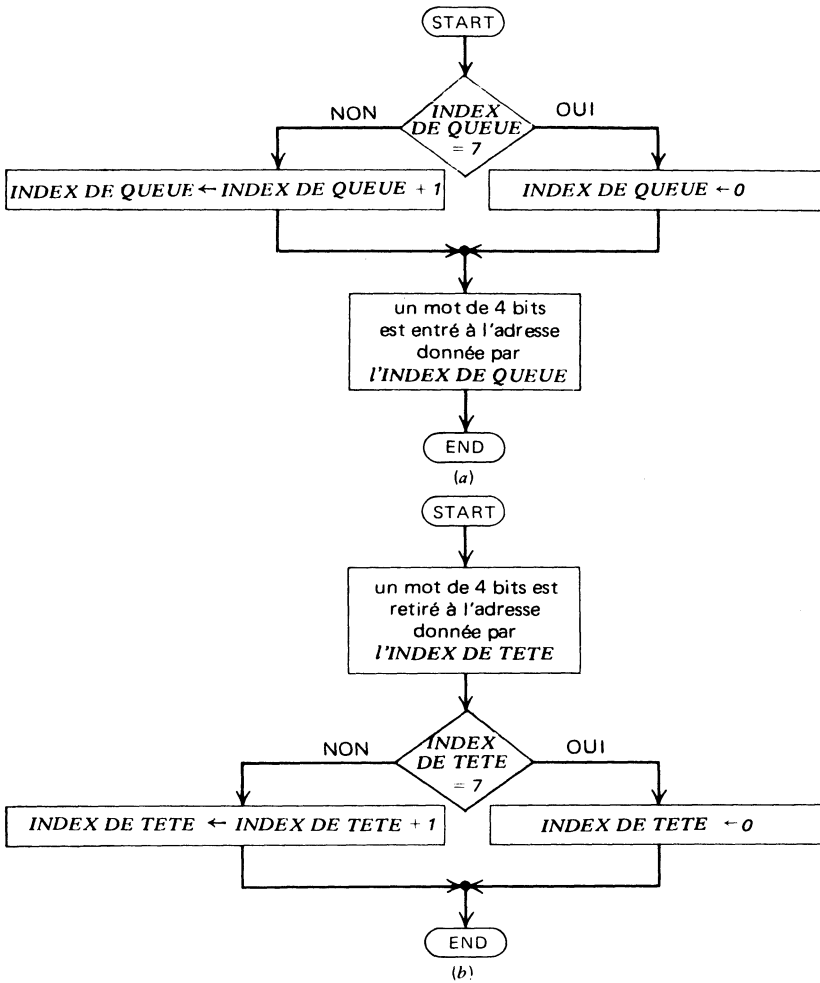 START
NON
INDEX
DE QUEUE
= 7
OUI
INDEX DE QUEUE ← INDEX DE QUEUE + 1
INDEX DE QUEUE ← 0
un mot de 4 bits
est entré à l'adresse
donnée par
l'INDEX DE QUEUE
END
(a)
START
un mot de 4 bits est
retiré à l'adresse
donnée par
l'INDEX DE TETE
NON
INDEX
DE TETE
= 7
OUI
INDEX DE TETE ← INDEX DE TETE + 1
INDEX DE TETE ← 0
END
(b)